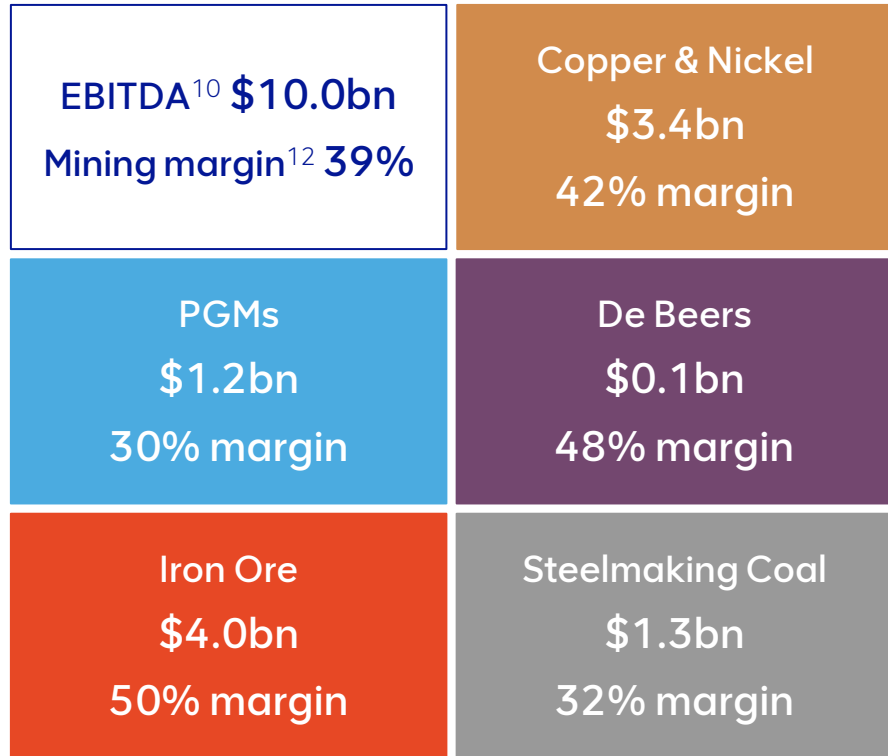 EBITDA¹⁰ $10.0bn
Mining margin¹² 39%
Copper & Nickel
$3.4bn
42% margin
PGMs
$1.2bn
30% margin
De Beers
$0.1bn
48% margin
Iron Ore
$4.0bn
50% margin
Steelmaking Coal
$1.3bn
32% margin